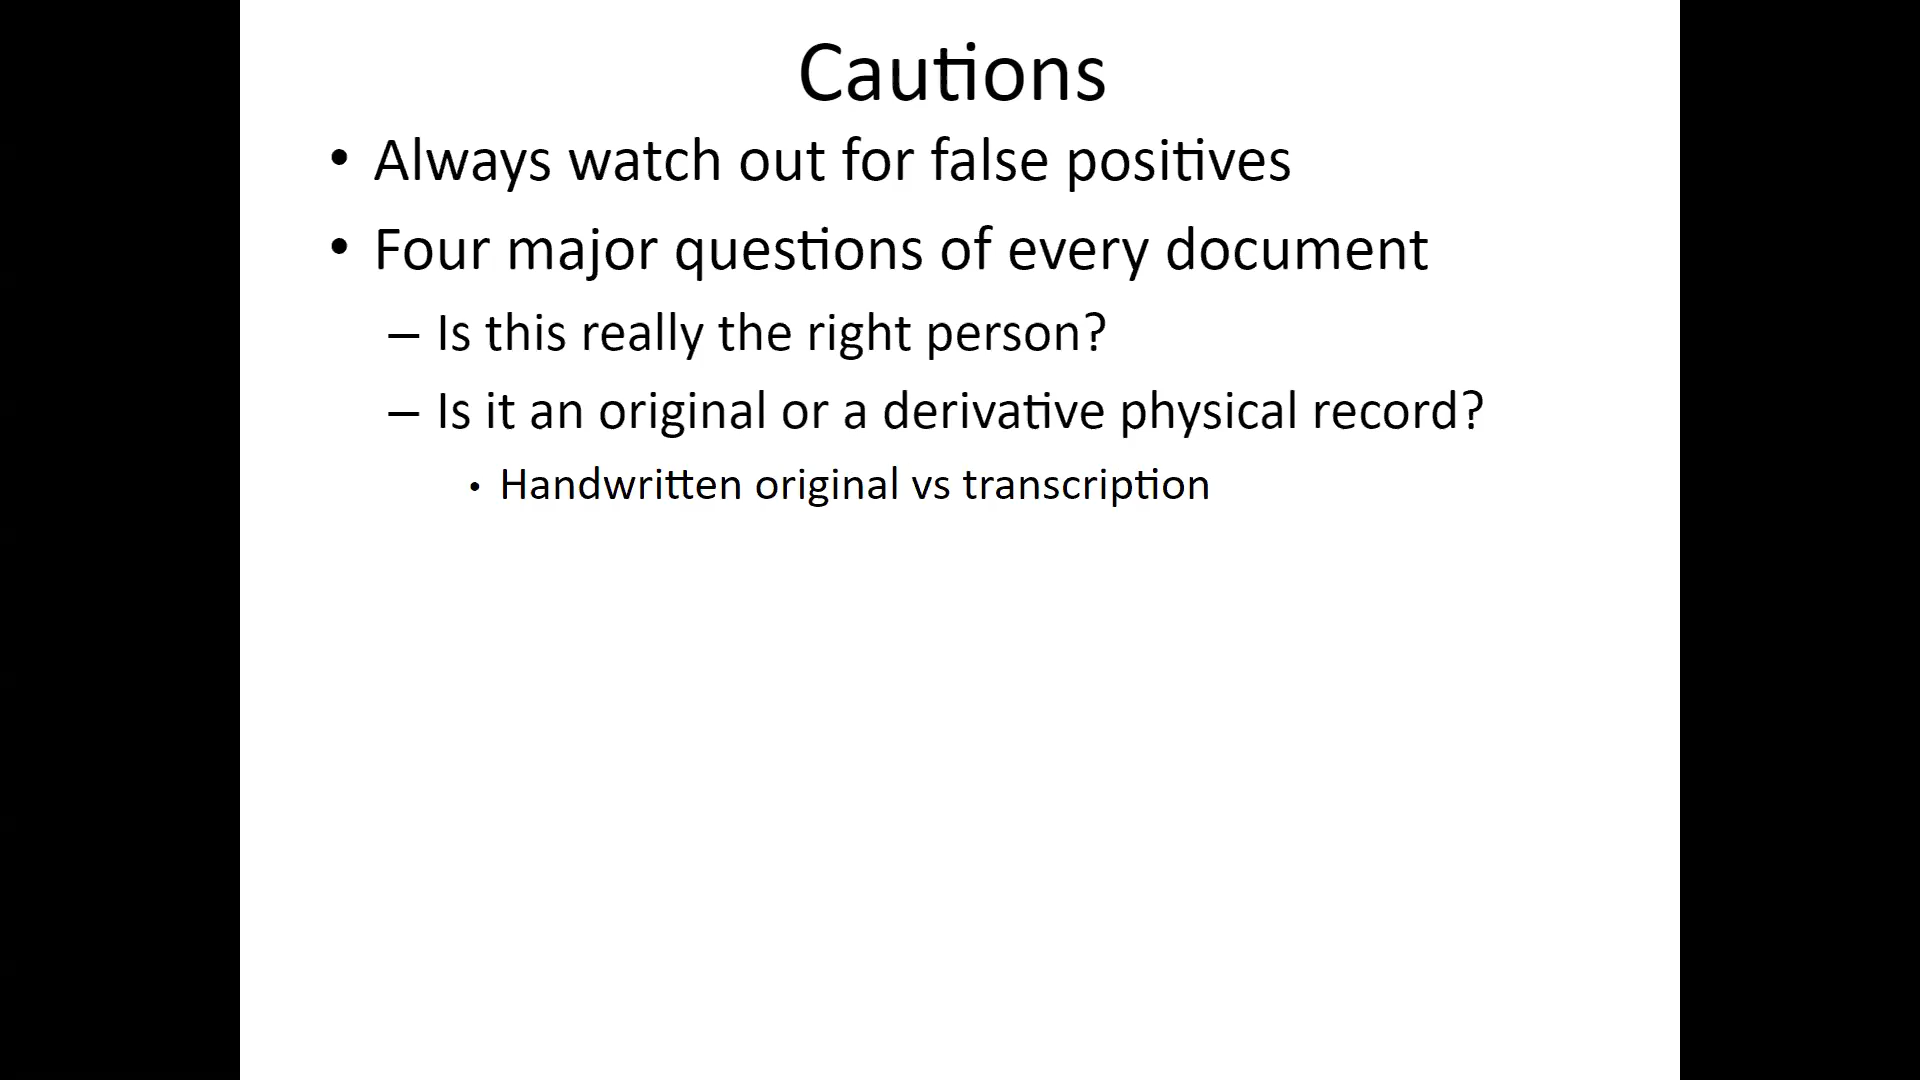 Cautions
• Always watch out for false positives
• Four major questions of every document
– Is this really the right person?
– Is it an original or a derivative physical record?
• Handwritten original vs transcription